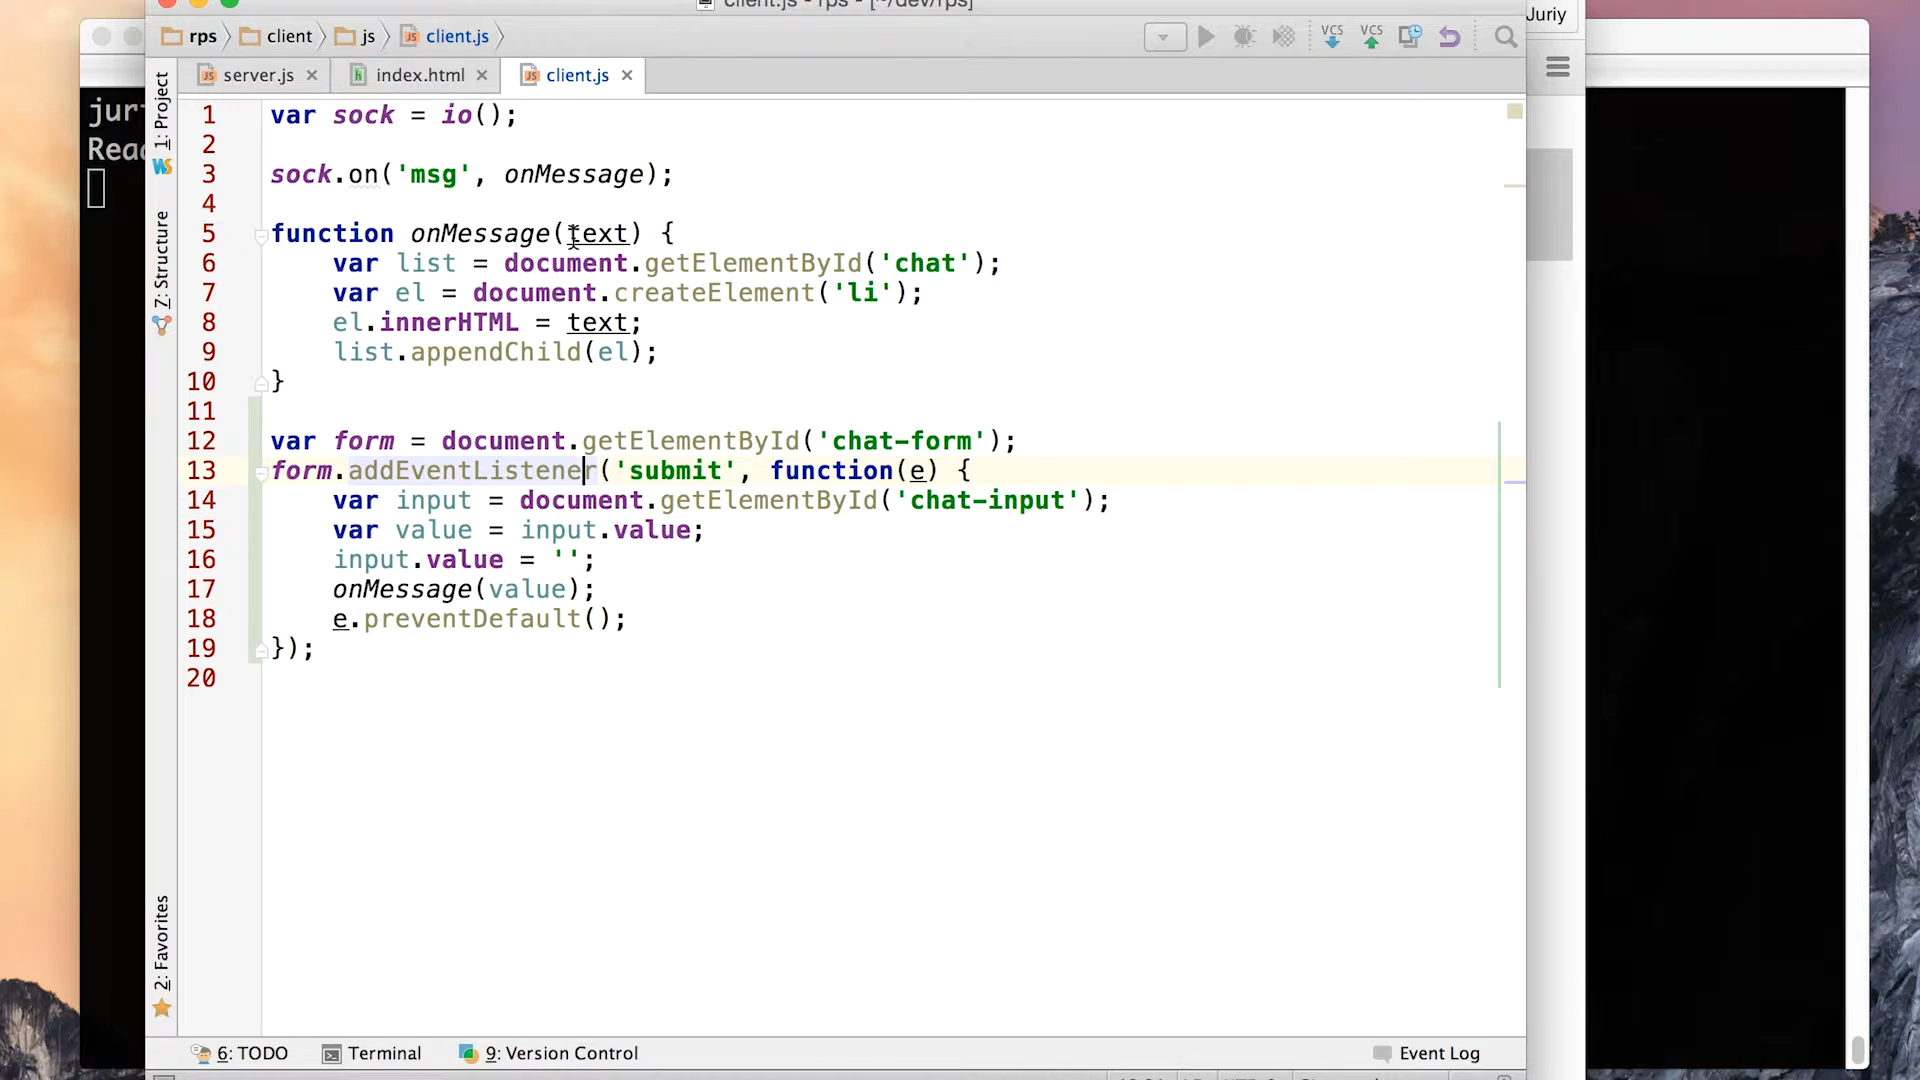 client.js - rps - [~/dev/rps]
Juriy
rps client js client.js
VCS VCS
server.js index.html client.js
1: Project
7: Structure
2: Favorites
1 var sock = io();
2
3 sock.on('msg', onMessage);
4
5 function onMessage(text) {
6 var list = document.getElementById('chat');
7 var el = document.createElement('li');
8 el.innerHTML = text;
9 list.appendChild(el);
10 }
11
12 var form = document.getElementById('chat-form');
13 form.addEventListener('submit', function(e) {
14 var input = document.getElementById('chat-input');
15 var value = input.value;
16 input.value = '';
17 onMessage(value);
18 e.preventDefault();
19 });
20
6: TODO Terminal 9: Version Control Event Log